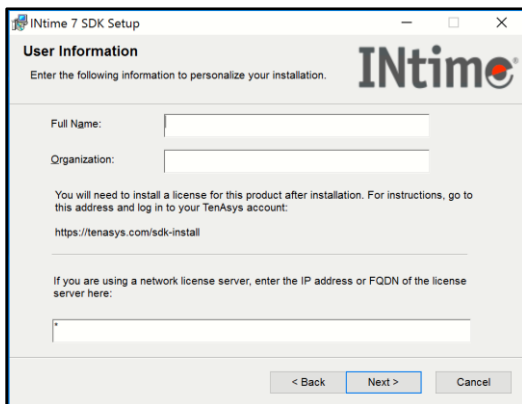 INtime 7 SDK Setup
User Information
Enter the following information to personalize your installation.
INtime®
Full Name:
Organization:
You will need to install a license for this product after installation. For instructions, go to
this address and log in to your TenAsys account:
https://tenasys.com/sdk-install
If you are using a network license server, enter the IP address or FQDN of the license
server here:
*
< Back
Next >
Cancel